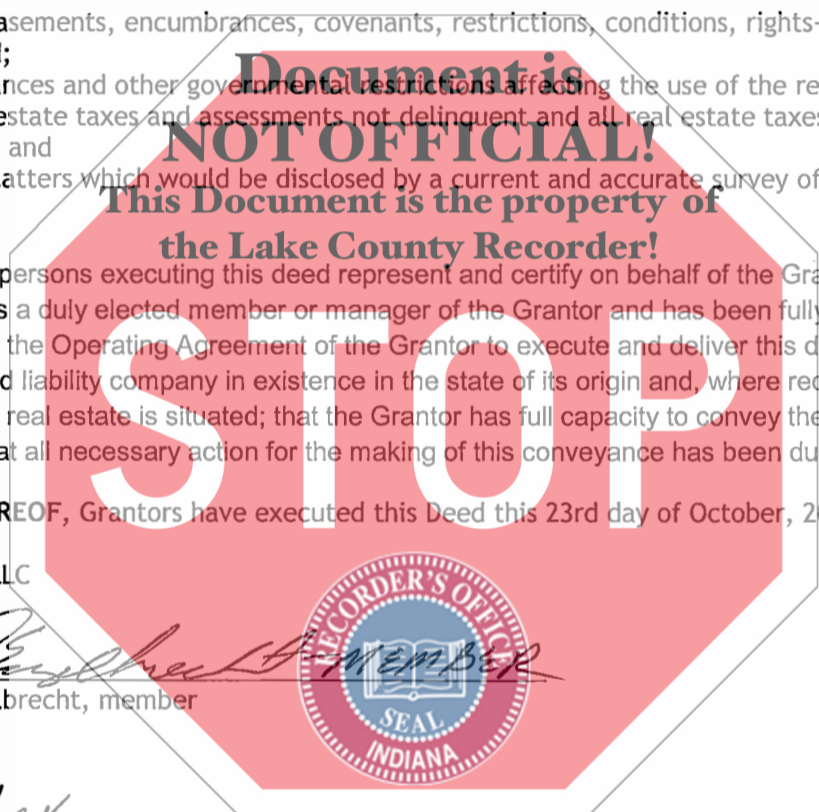 asements, encumbrances, covenants, restrictions, conditions, rights-
;
Document is
nces and other governmental restrictions affecting the use of the re
estate taxes and assessments not delinquent and all real estate taxes
NOT OFFICIAL!
and
atters which would be disclosed by a current and accurate survey of
This Document is the property of
the Lake County Recorder!
persons executing this deed represent and certify on behalf of the Gra
s a duly elected member or manager of the Grantor and has been fully
the Operating Agreement of the Grantor to execute and deliver this d
d liability company in existence in the state of its origin and, where rec
real estate is situated; that the Grantor has full capacity to convey the
at all necessary action for the making of this conveyance has been du
STOP
REOF, Grantors have executed this Deed this 23rd day of October, 2
LLC
RECORDER'S OFFICE
MEMBER
brecht, member
SEAL
INDIANA